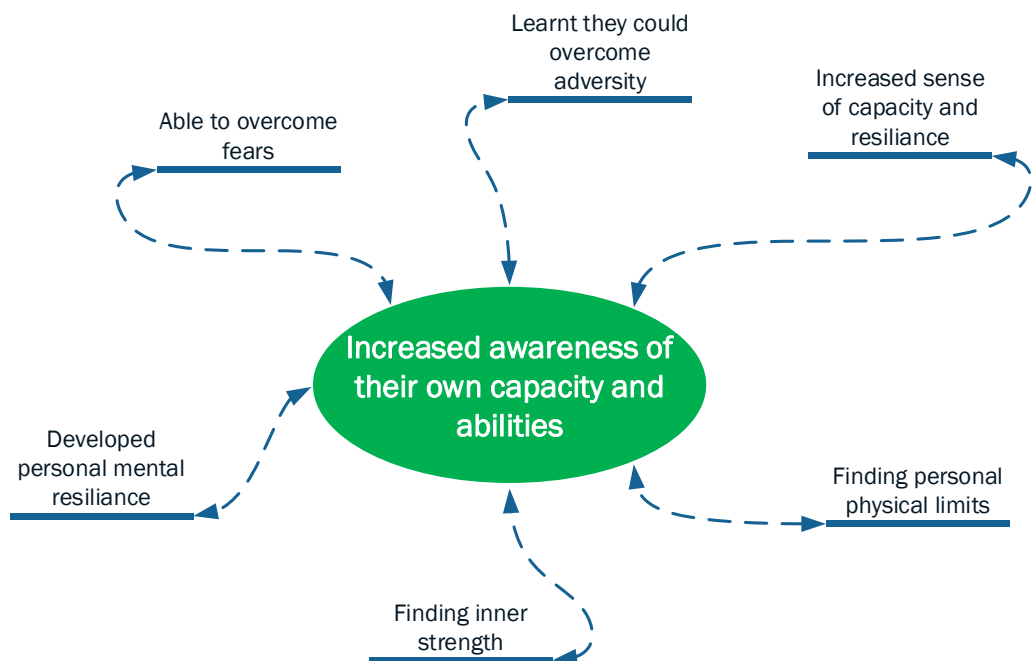 Learnt they could
overcome
adversity
Increased sense
of capacity and
resiliance
Able to overcome
fears
Increased awareness of
their own capacity and
abilities
Developed
personal mental
resiliance
Finding personal
physical limits
Finding inner
strength